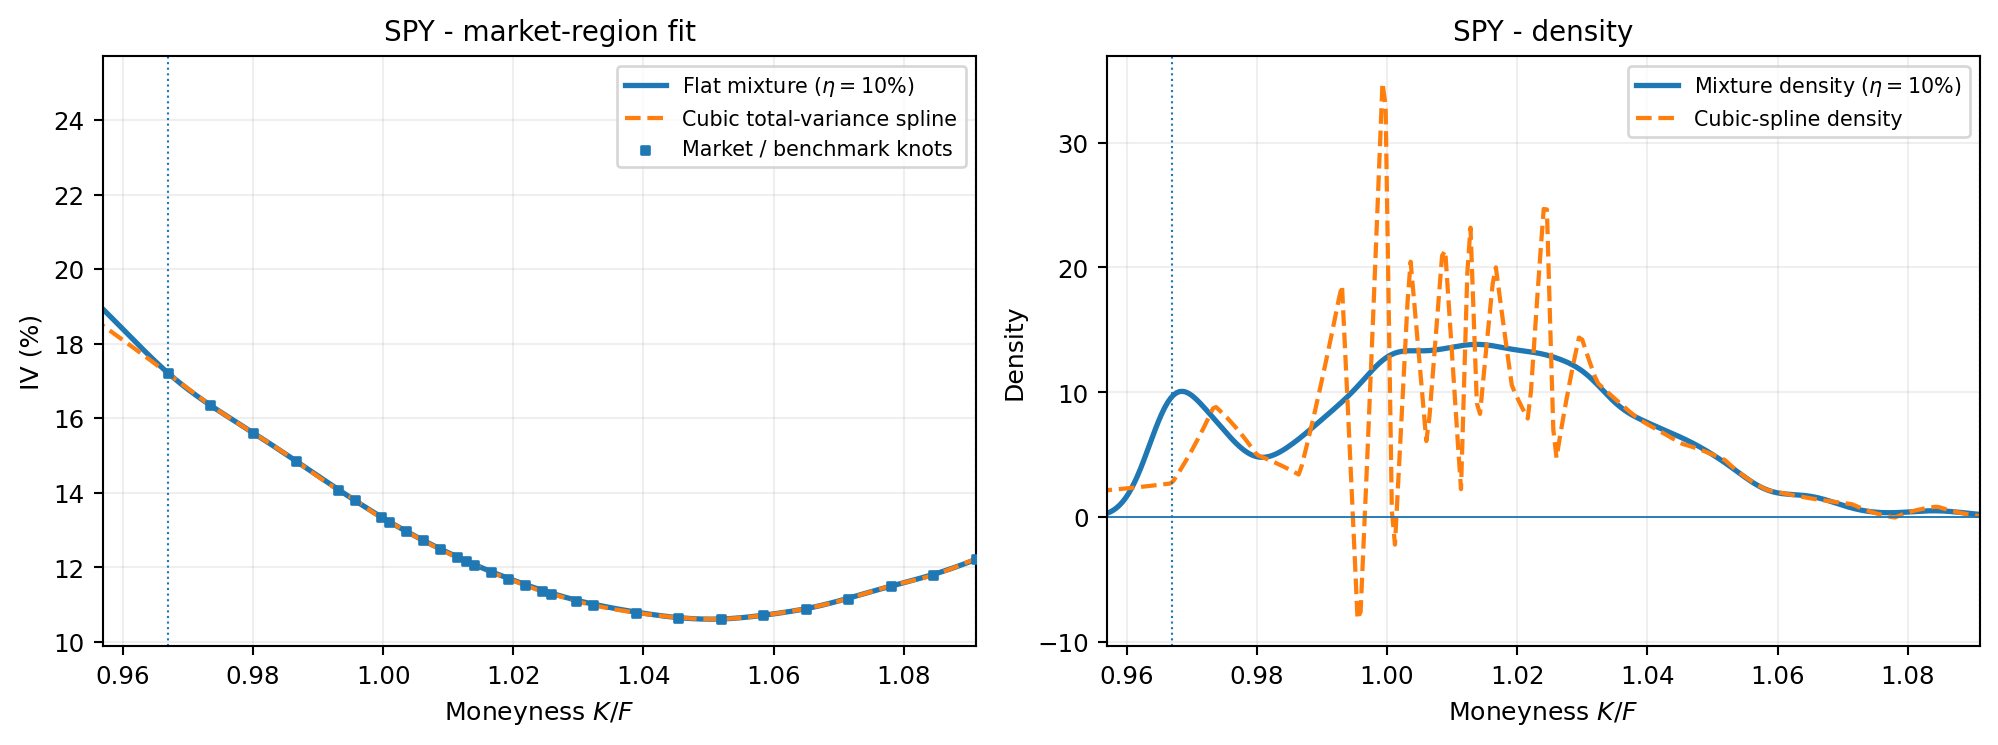 SPY - market-region fit
Flat mixture (η = 10%)
Cubic total-variance spline
Market / benchmark knots
IV (%)
24
22
20
18
16
14
12
10
0.96 0.98 1.00 1.02 1.04 1.06 1.08
Moneyness K/F
SPY - density
Mixture density (η = 10%)
Cubic-spline density
Density
30
20
10
0
−10
0.96 0.98 1.00 1.02 1.04 1.06 1.08
Moneyness K/F